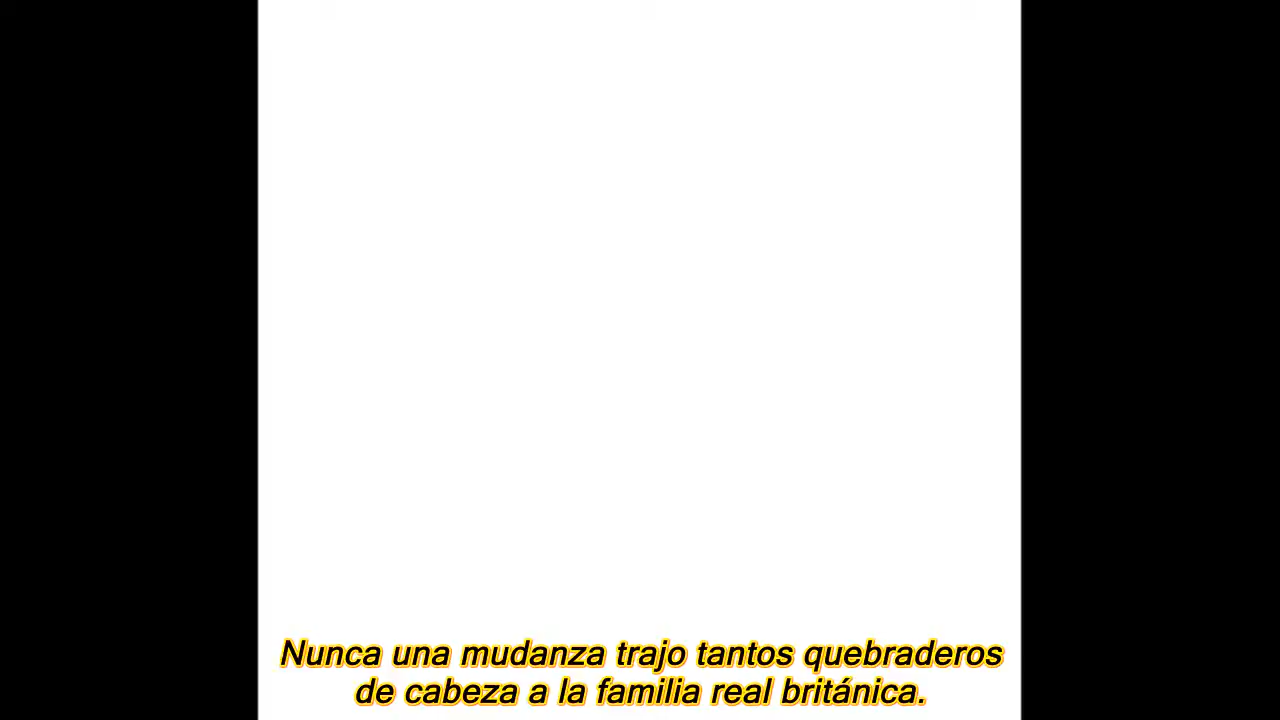 Nunca una mudanza trajo tantos quebraderos
de cabeza a la familia real británica.